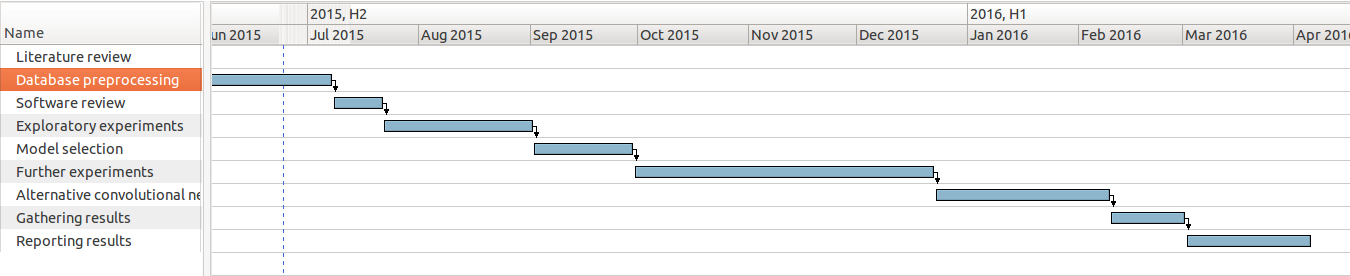 2015, H2
2016, H1
Name
un 2015
Jul 2015
Aug 2015
Sep 2015
Oct 2015
Nov 2015
Dec 2015
Jan 2016
Feb 2016
Mar 2016
Apr 201
Literature review
Database preprocessing
Software review
Exploratory experiments
Model selection
Further experiments
Alternative convolutional ne
Gathering results
Reporting results